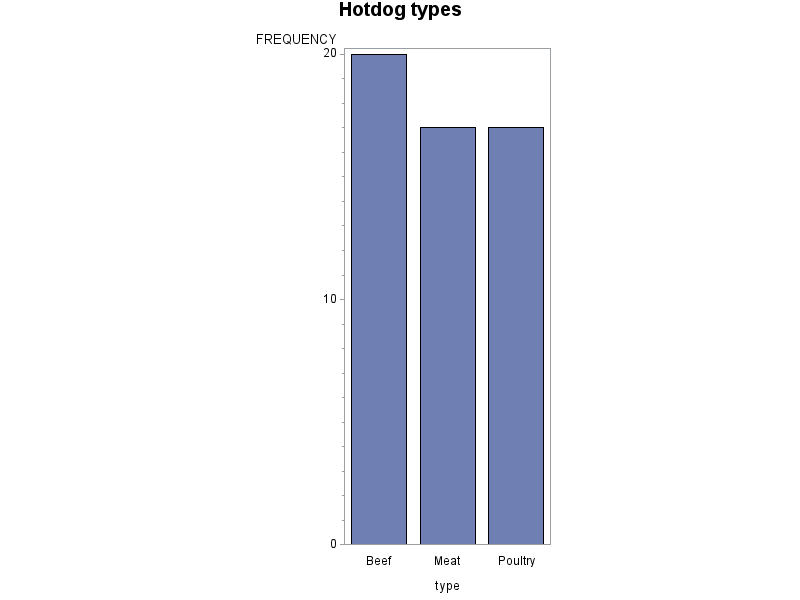 Hotdog types
FREQUENCY
20
10
0
Beef Meat Poultry
type